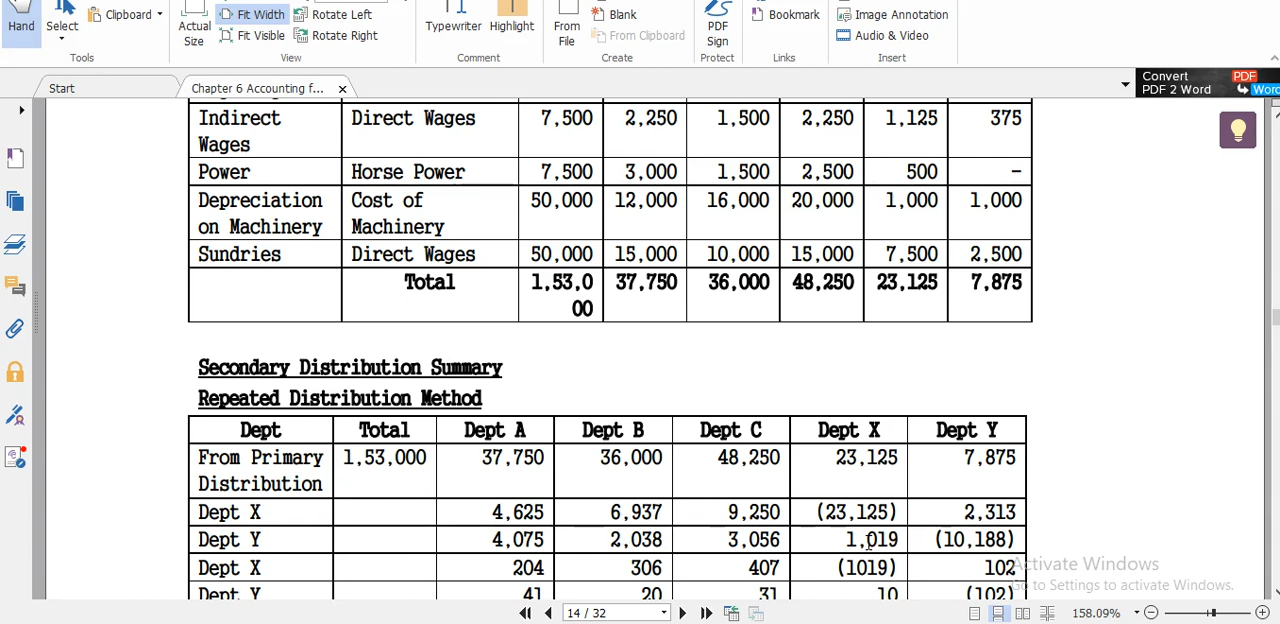 Hand
Select
Clipboard
Actual Size
Fit Width
Fit Visible
Rotate Left
Rotate Right
Typewriter
Highlight
From File
Blank
From Clipboard
PDF Sign
Bookmark
Image Annotation
Audio & Video
Tools View Comment Create Protect Links Insert
Start Chapter 6 Accounting f...
Convert PDF
PDF 2 Word Word
Indirect Wages Direct Wages 7,500 2,250 1,500 2,250 1,125 375
Power Horse Power 7,500 3,000 1,500 2,500 500 -
Depreciation on Machinery Cost of Machinery 50,000 12,000 16,000 20,000 1,000 1,000
Sundries Direct Wages 50,000 15,000 10,000 15,000 7,500 2,500
Total 1,53,000 37,750 36,000 48,250 23,125 7,875
Secondary Distribution Summary
Repeated Distribution Method
Dept Total Dept A Dept B Dept C Dept X Dept Y
From Primary Distribution 1,53,000 37,750 36,000 48,250 23,125 7,875
Dept X 4,625 6,937 9,250 (23,125) 2,313
Dept Y 4,075 2,038 3,056 1,019 (10,188)
Dept X 204 306 407 (1019) 102
Dept Y 41 20 31 10 (102)
Activate Windows
Go to Settings to activate Windows.
14 / 32
158.09%